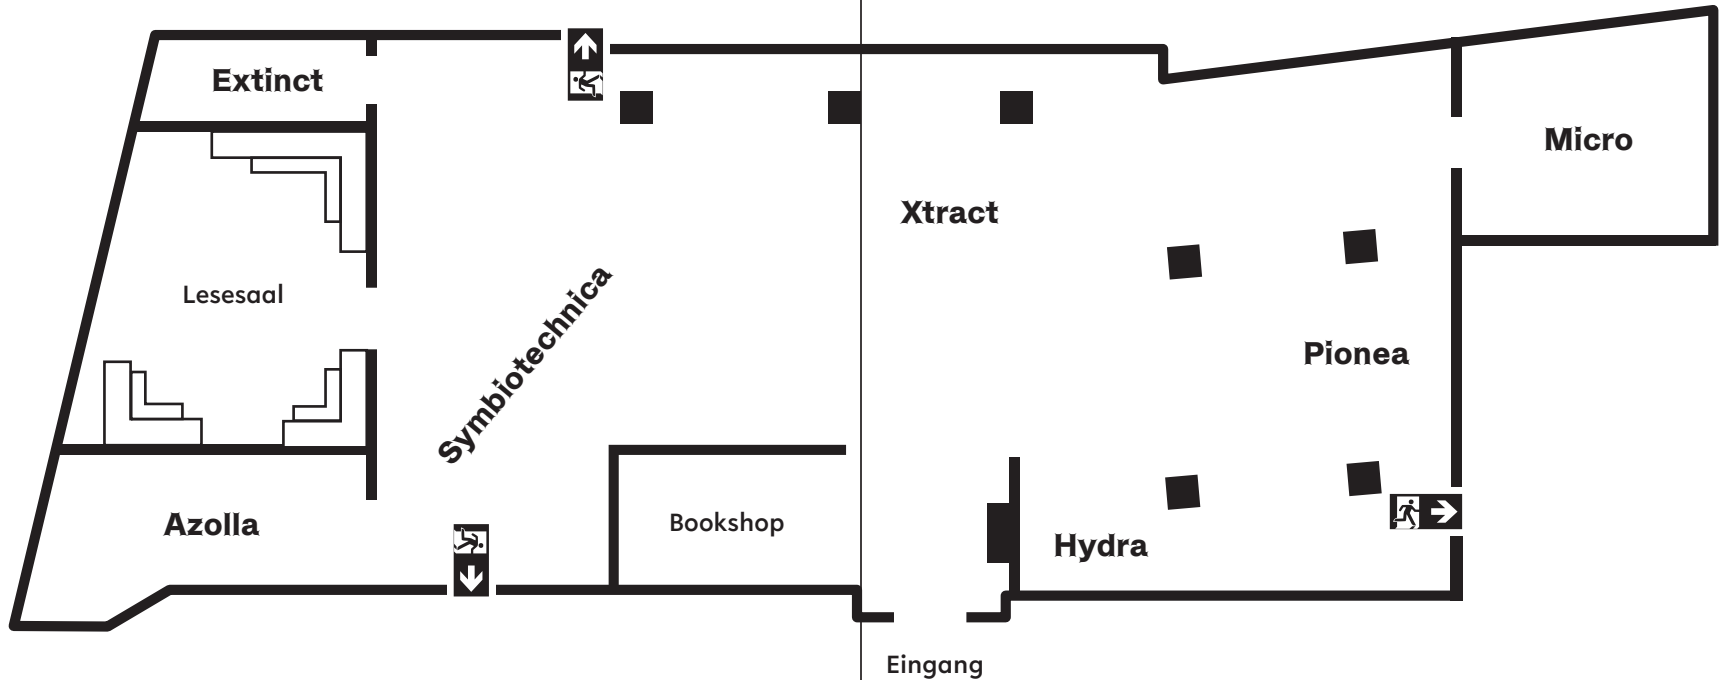 Extinct
Micro
Xtract
Lesesaal
Pionea
Symbiotechnica
Azolla
Bookshop
Hydra
Eingang